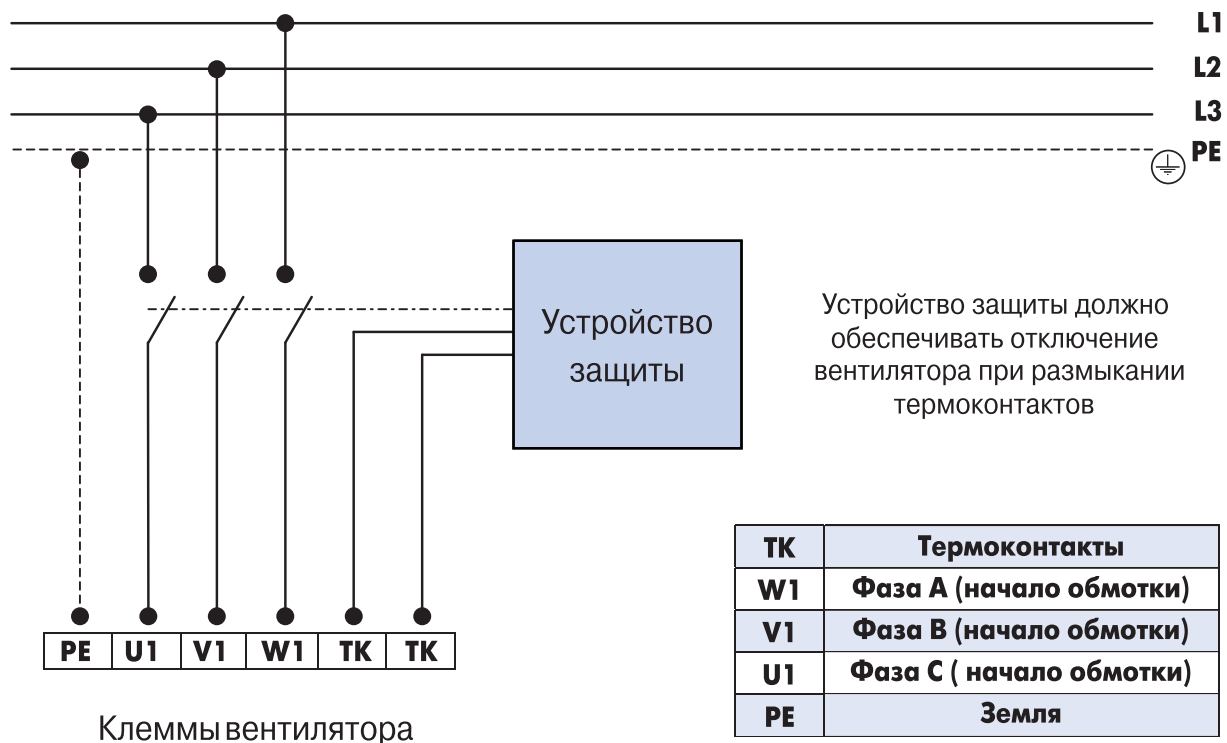 L1
L2
L3
PE
Устройство
защиты
Устройство защиты должно
обеспечивать отключение
вентилятора при размыкании
термоконтактов
PE U1 V1 W1 TK TK
Клеммы вентилятора
TK Термоконтакты
W1 Фаза A (начало обмотки)
V1 Фаза B (начало обмотки)
U1 Фаза C ( начало обмотки)
PE Земля